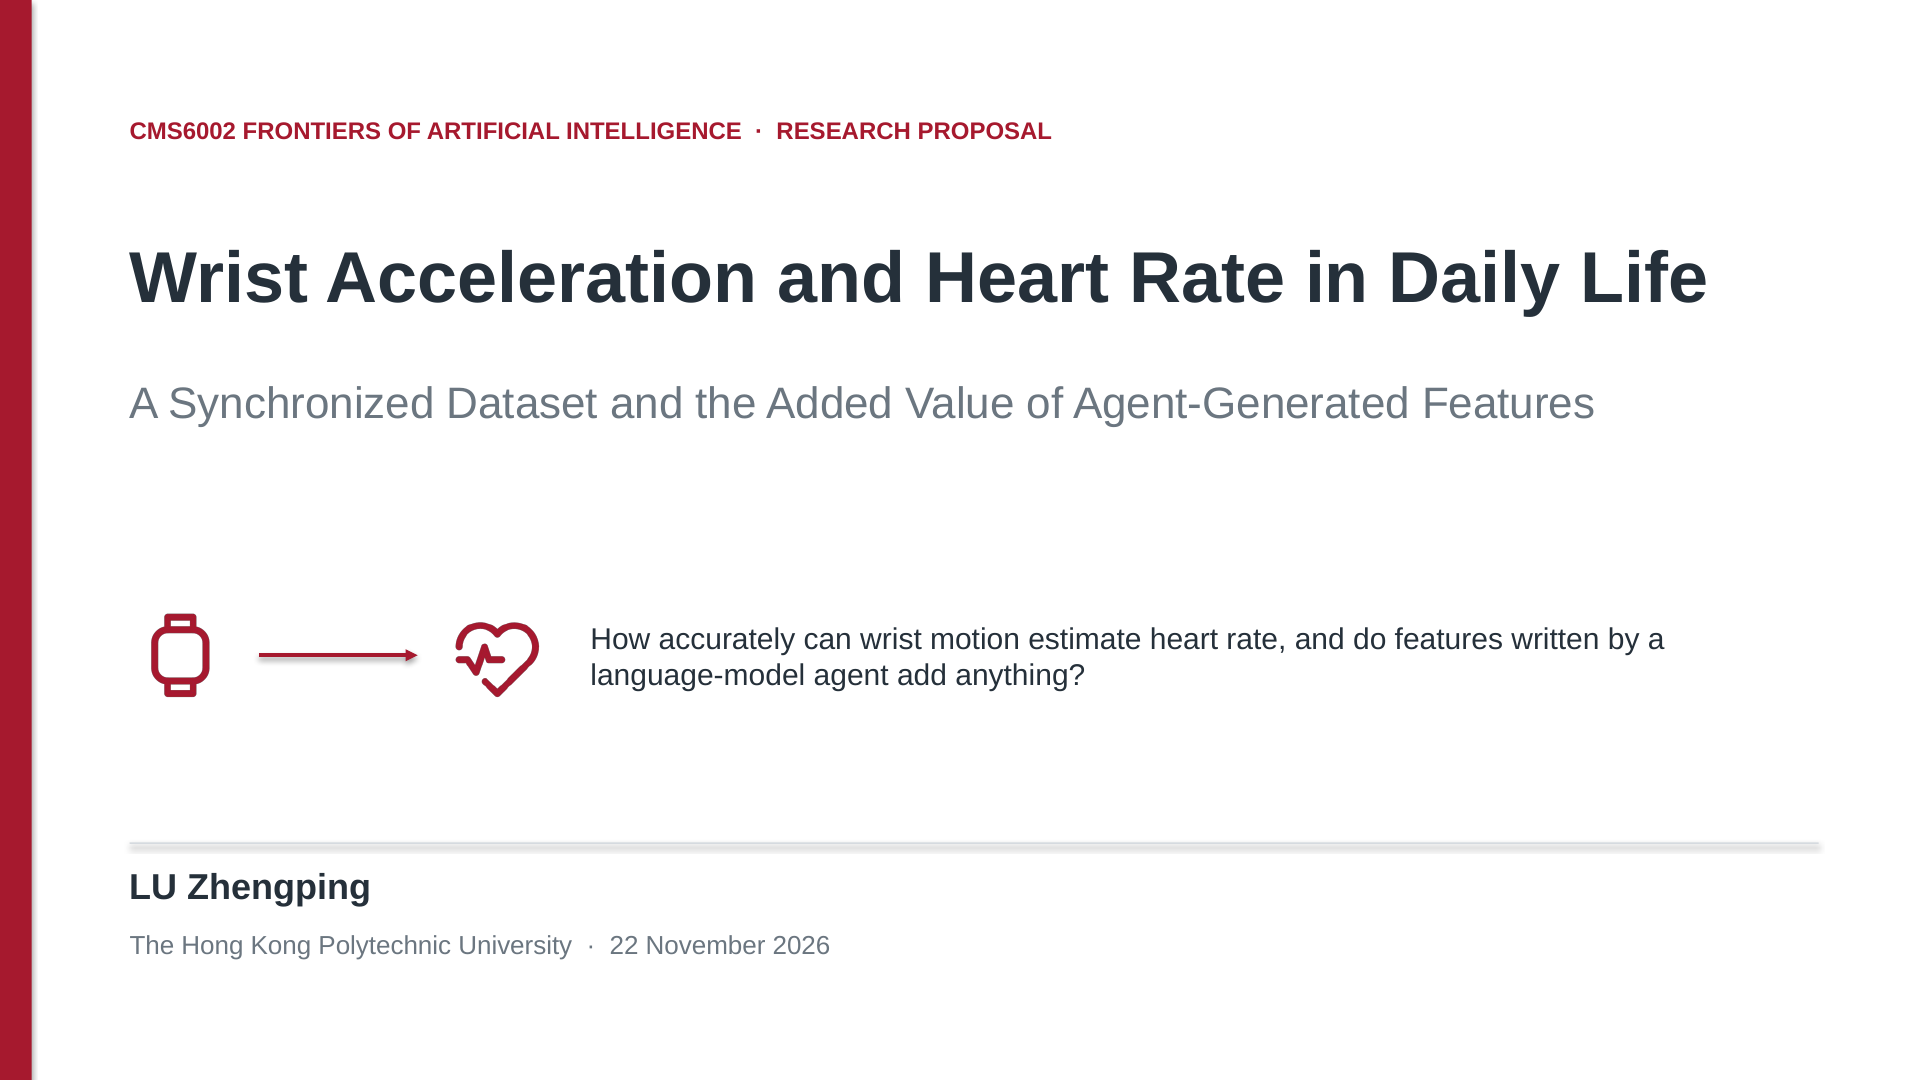 CMS6002 FRONTIERS OF ARTIFICIAL INTELLIGENCE · RESEARCH PROPOSAL
Wrist Acceleration and Heart Rate in Daily Life
A Synchronized Dataset and the Added Value of Agent-Generated Features
How accurately can wrist motion estimate heart rate, and do features written by a
language-model agent add anything?
LU Zhengping
The Hong Kong Polytechnic University · 22 November 2026